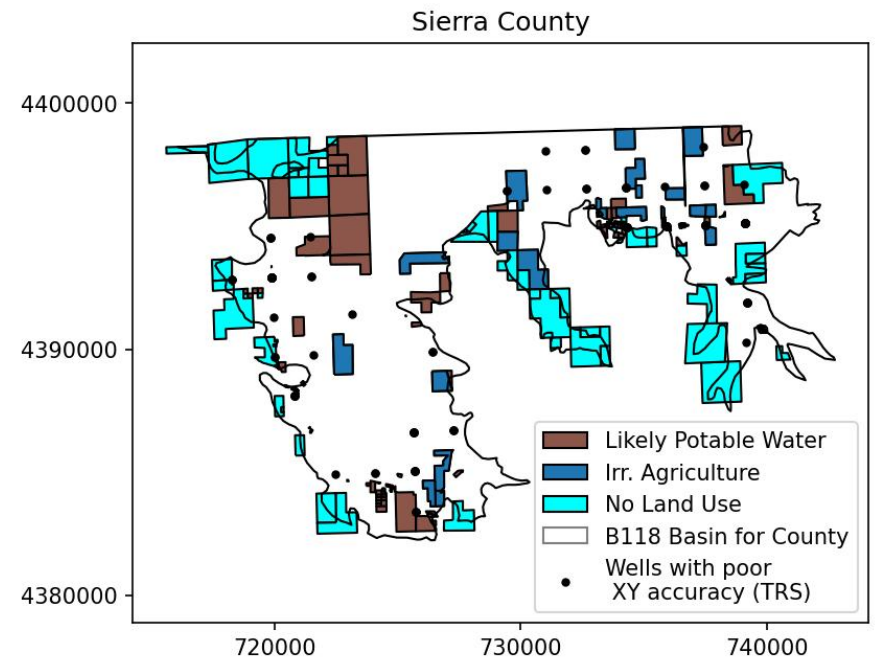 Sierra County
4400000
4390000
4380000
Likely Potable Water
Irr. Agriculture
No Land Use
B118 Basin for County
Wells with poor
XY accuracy (TRS)
720000 730000 740000